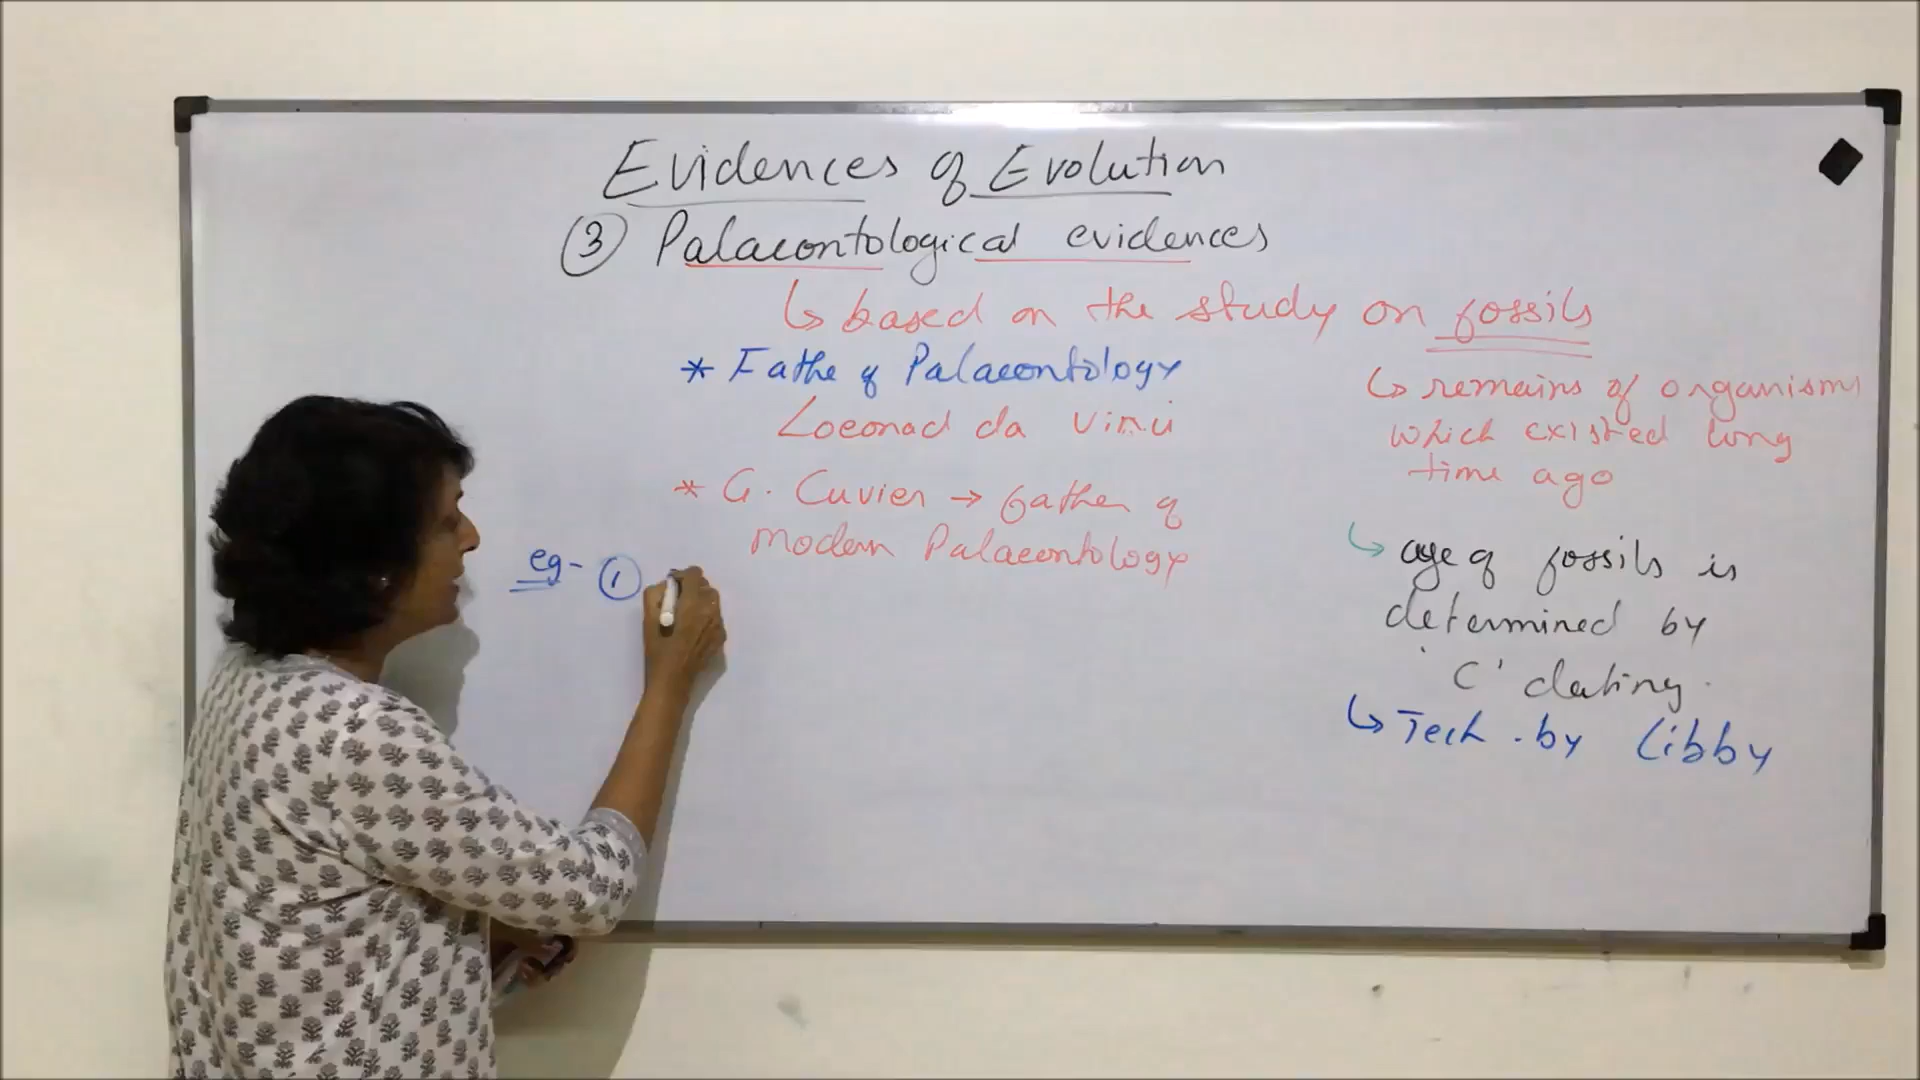 Evidences of Evolution
③ Palaeontological evidences
↳ based on the study on fossils
* Fathe of Palaeontology
Loeonad da Vinci
* G. Cuvier → father of
modern Palaeontology
eg- ①
↳ remains of organisms
which existed long
time ago
↳ age of fossils is
determined by
'C' dating.
↳ Tech. by Libby